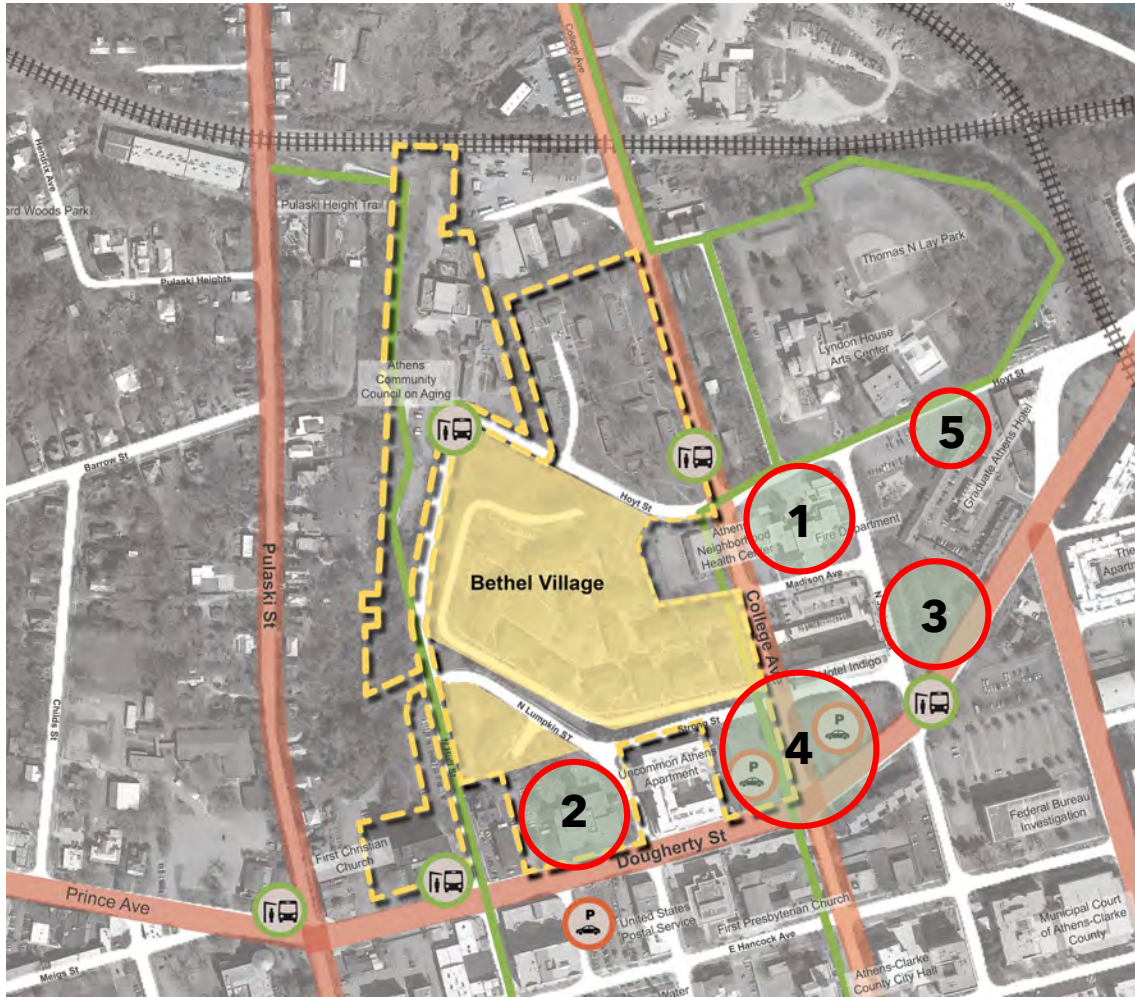 College Ave
Hendrix Ave
ard Woods Park
Pulaski Height Trail
Thomas N Lay Park
Pulaski Heights
Lyndon House
Arts Center
Athens
Community
Council on Aging
Hoyt St
5
Graduate Athens Hotel
Barrow St
Hoyt St
1
Athens
Neighborhood
Health Center
Fire Department
The
Apartm
Pulaski St
Bethel Village
Madison Ave
3
College Ave
Hotel Indigo
Childs St
N Lumpkin ST
Strong St
4
P
P
Uncommon Athens
Apartment
2
Federal Bureau
Investigation
First Christian
Church
Dougherty St
Prince Ave
P
United States
Postal Service
First Presbyterian Church
Municipal Court
of Athens-Clarke
County
E Hancock Ave
Meigs St
Athens-Clarke
County City Hall
Water